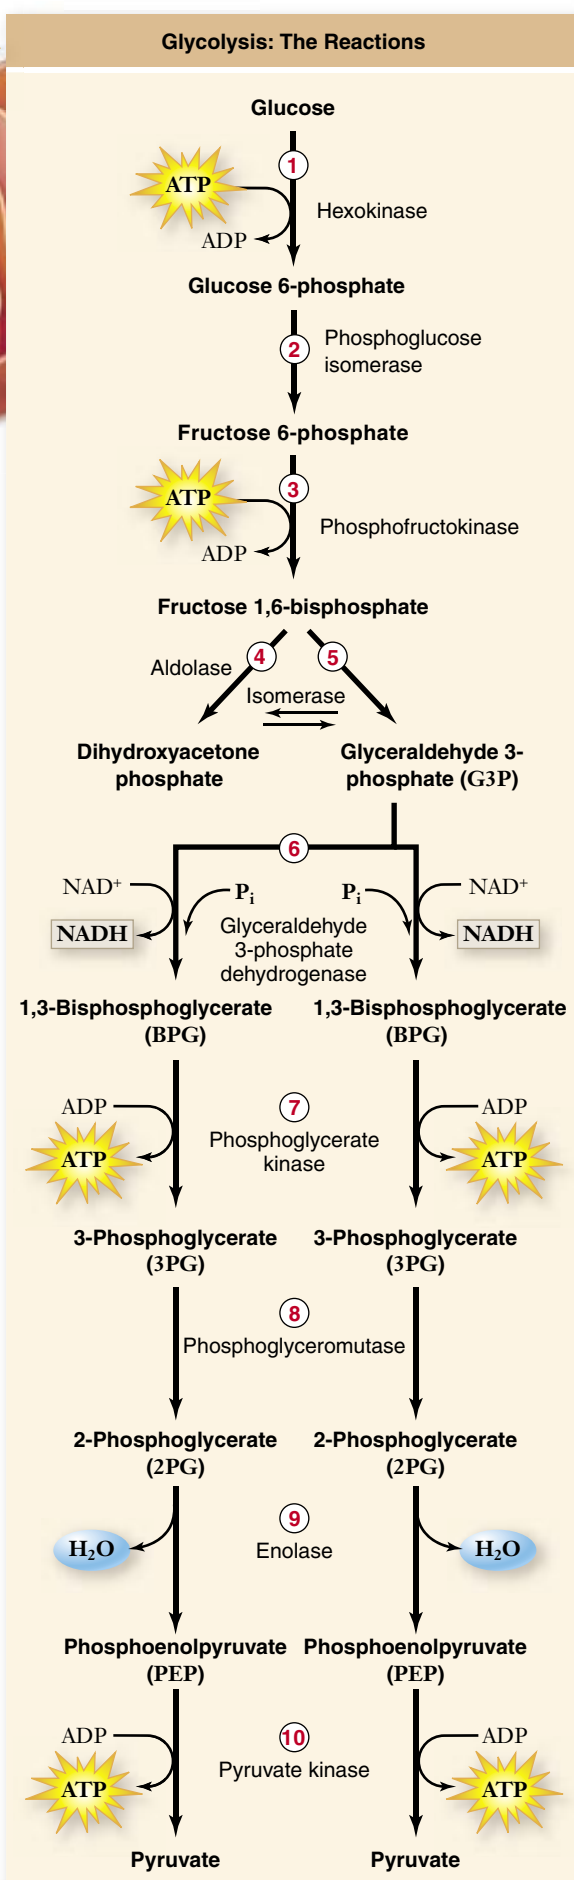 Glycolysis: The Reactions
Glucose
1
ATP
Hexokinase
ADP
Glucose 6-phosphate
2
Phosphoglucose
isomerase
Fructose 6-phosphate
3
ATP
Phosphofructokinase
ADP
Fructose 1,6-bisphosphate
4
5
Aldolase
Isomerase
Dihydroxyacetone
phosphate
Glyceraldehyde 3-
phosphate (G3P)
6
NAD⁺
Pᵢ
Pᵢ
NAD⁺
NADH
Glyceraldehyde
3-phosphate
dehydrogenase
NADH
1,3-Bisphosphoglycerate
(BPG)
1,3-Bisphosphoglycerate
(BPG)
ADP
7
ADP
ATP
Phosphoglycerate
kinase
ATP
3-Phosphoglycerate
(3PG)
3-Phosphoglycerate
(3PG)
8
Phosphoglyceromutase
2-Phosphoglycerate
(2PG)
2-Phosphoglycerate
(2PG)
9
H₂O
Enolase
H₂O
Phosphoenolpyruvate
(PEP)
Phosphoenolpyruvate
(PEP)
ADP
10
ADP
ATP
Pyruvate kinase
ATP
Pyruvate
Pyruvate